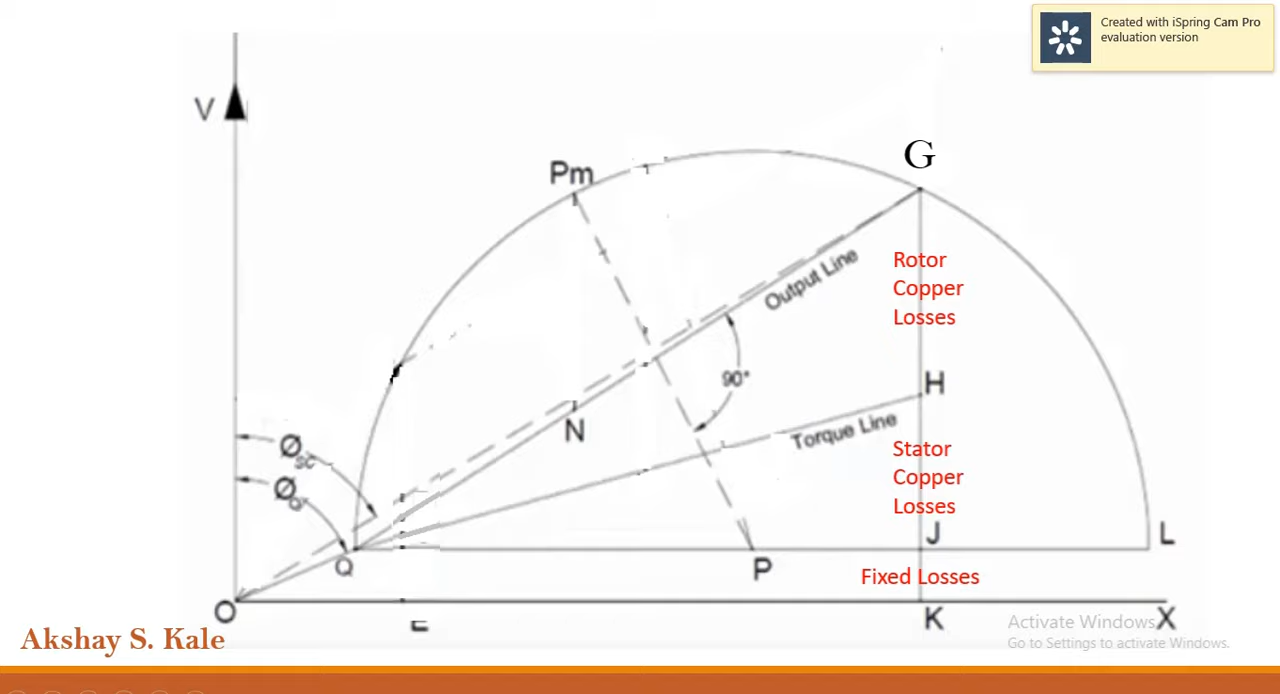 Created with iSpring Cam Pro
evaluation version
V
Pm
G
Output Line
Rotor
Copper
Losses
90°
H
N
Torque Line
Øsc
Stator
Copper
Losses
Ø
J
L
Q
P
Fixed Losses
O
E
K
X
Activate Windows
Go to Settings to activate Windows.
Akshay S. Kale